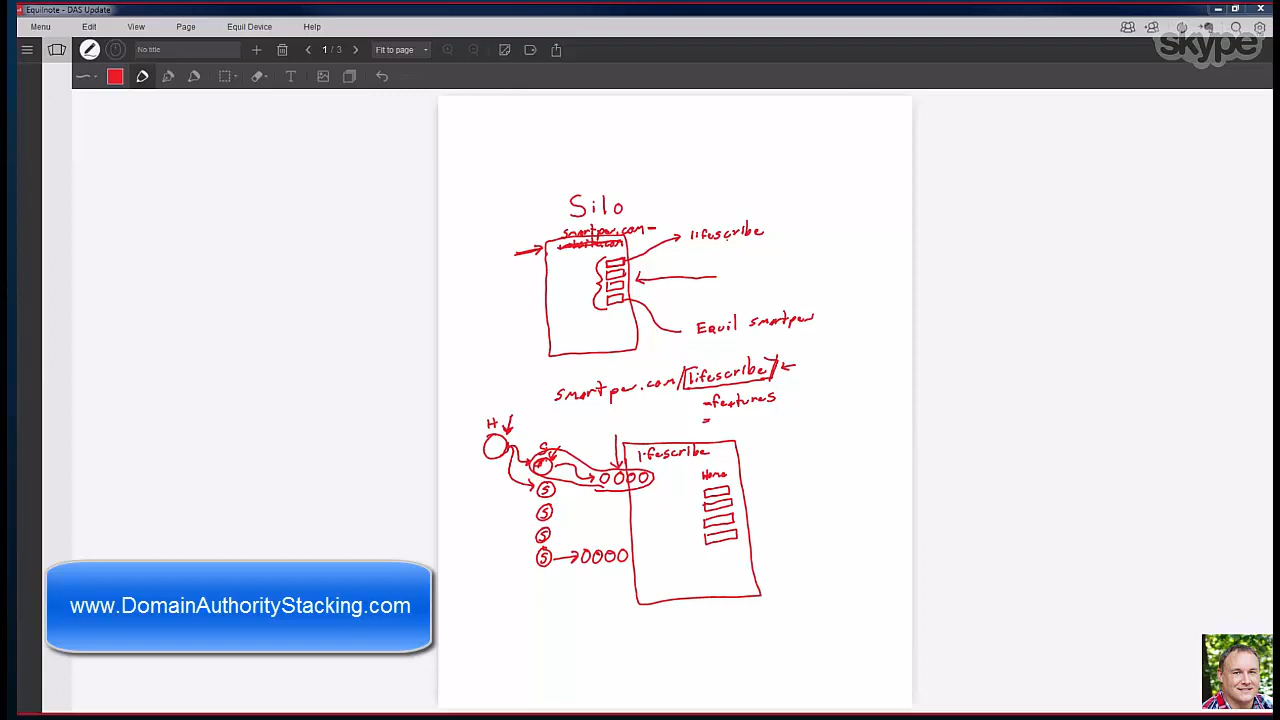 Equilnote - DAS Update
Menu Edit View Page Equil Device Help
skype
No title 1 / 3 Fit to page
T
Silo
smartpen.com
lifescribe
Equil smartpen
smartpen.com/lifescribe
-features
H
S
lifescribe
Home
S
S
S
S
www.DomainAuthorityStacking.com